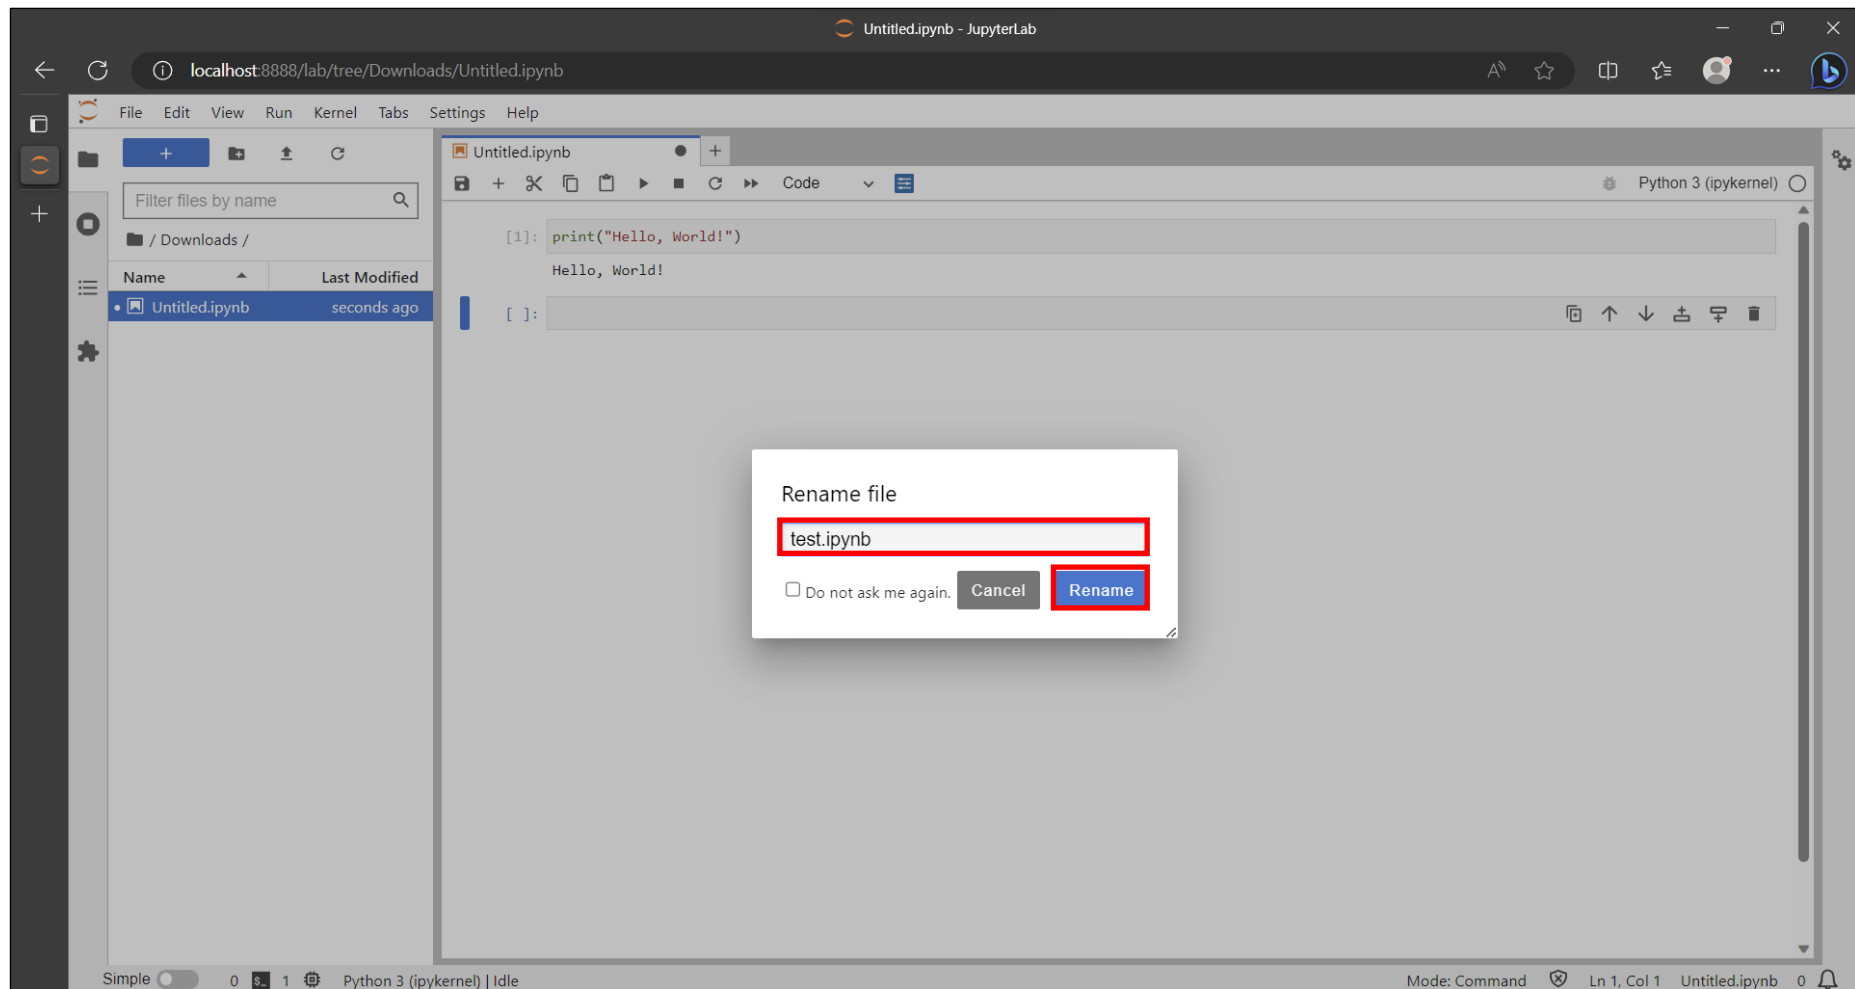 Untitled.ipynb - JupyterLab
localhost:8888/lab/tree/Downloads/Untitled.ipynb
File Edit View Run Kernel Tabs Settings Help
Untitled.ipynb
Code
Python 3 (ipykernel)
Filter files by name
/ Downloads /
Name Last Modified
Untitled.ipynb seconds ago
[1]: print("Hello, World!")
Hello, World!
[ ]:
Rename file
test.ipynb
Do not ask me again. Cancel Rename
Simple 0 $_ 1 Python 3 (ipykernel) | Idle Mode: Command Ln 1, Col 1 Untitled.ipynb 0